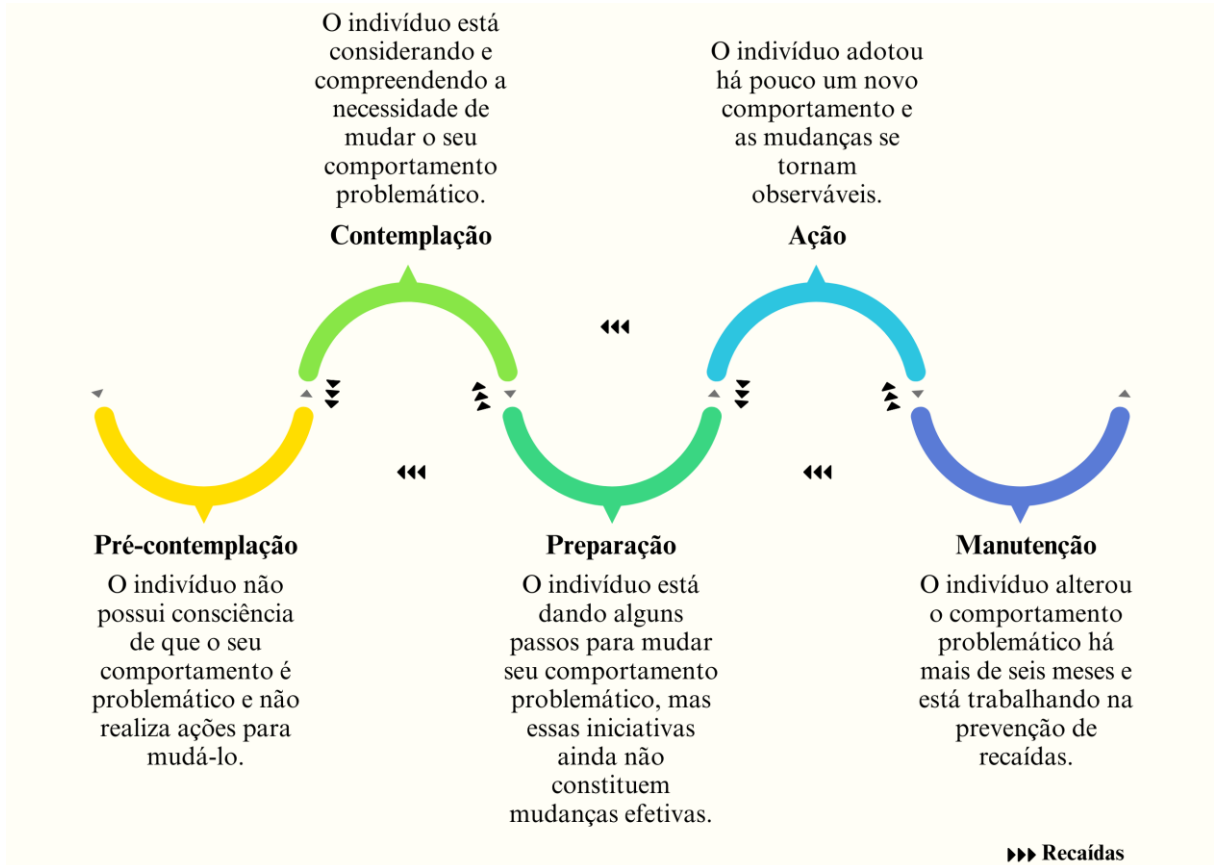 O indivíduo está
considerando e
compreendendo a
necessidade de
mudar o seu
comportamento
problemático.
Contemplação
O indivíduo adotou
há pouco um novo
comportamento e
as mudanças se
tornam
observáveis.
Ação
Pré-contemplação
O indivíduo não
possui consciência
de que o seu
comportamento é
problemático e não
realiza ações para
mudá-lo.
Preparação
O indivíduo está
dando alguns
passos para mudar
seu comportamento
problemático, mas
essas iniciativas
ainda não
constituem
mudanças efetivas.
Manutenção
O indivíduo alterou
o comportamento
problemático há
mais de seis meses e
está trabalhando na
prevenção de
recaídas.
Recaídas